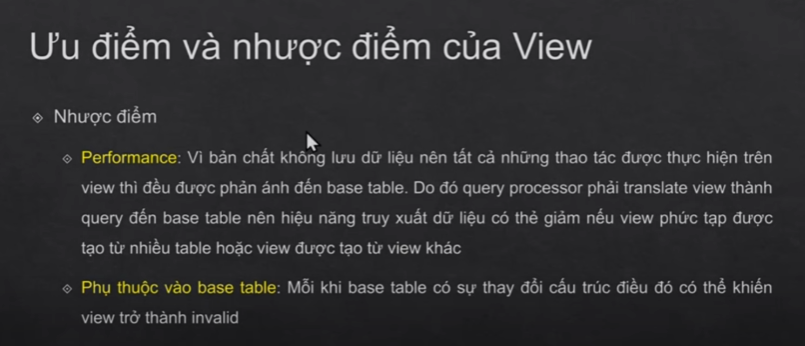 Ưu điểm và nhược điểm của View
Nhược điểm
Performance: Vì bản chất không lưu dữ liệu nên tất cả những thao tác được thực hiện trên
view thì đều được phản ánh đến base table. Do đó query processor phải translate view thành
query đến base table nên hiệu năng truy xuất dữ liệu có thẻ giảm nếu view phức tạp được
tạo từ nhiều table hoặc view được tạo từ view khác
Phụ thuộc vào base table: Mỗi khi base table có sự thay đổi cấu trúc điều đó có thể khiến
view trở thành invalid